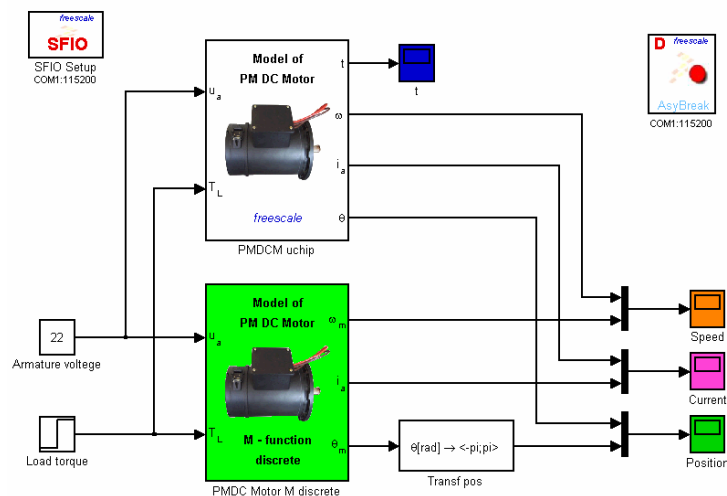 freescale
SFIO
SFIO Setup
COM1:115200
Model of
PM DC Motor
u a
T L
t
ω
i a
θ
freescale
PMDCM uchip
t
D
freescale
AsyBreak
COM1:115200
Model of
PM DC Motor
u a
T L
ω m
i a
θ m
M - function
discrete
PMDC Motor M discrete
22
Armature voltege
Load torque
θ[rad] → <-pi;pi>
Transf pos
Speed
Current
Position